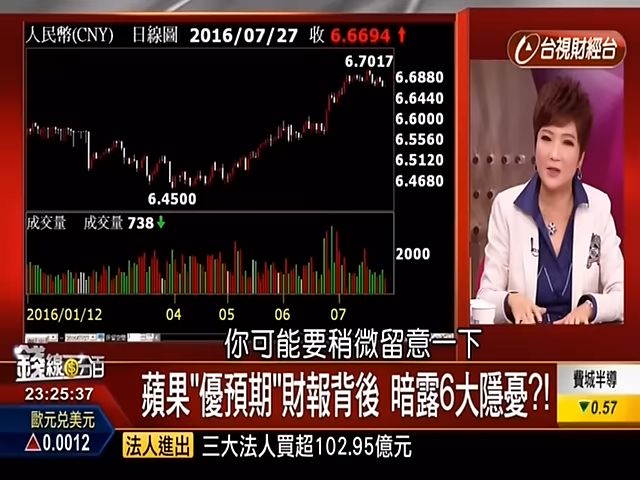 人民幣(CNY) 日線圖 2016/07/27 收 6.6694
台視財經台
6.7017
6.6880
6.6440
6.6000
6.5560
6.5120
6.4680
6.4500
成交量 成交量 738
2000
2016/01/12 04 05 06 07
你可能要稍微留意一下
錢線百分百
23:25:37
蘋果"優預期"財報背後 暗露6大隱憂?!
費城半導
0.57
歐元兑美元
0.0012
法人進出 三大法人買超102.95億元